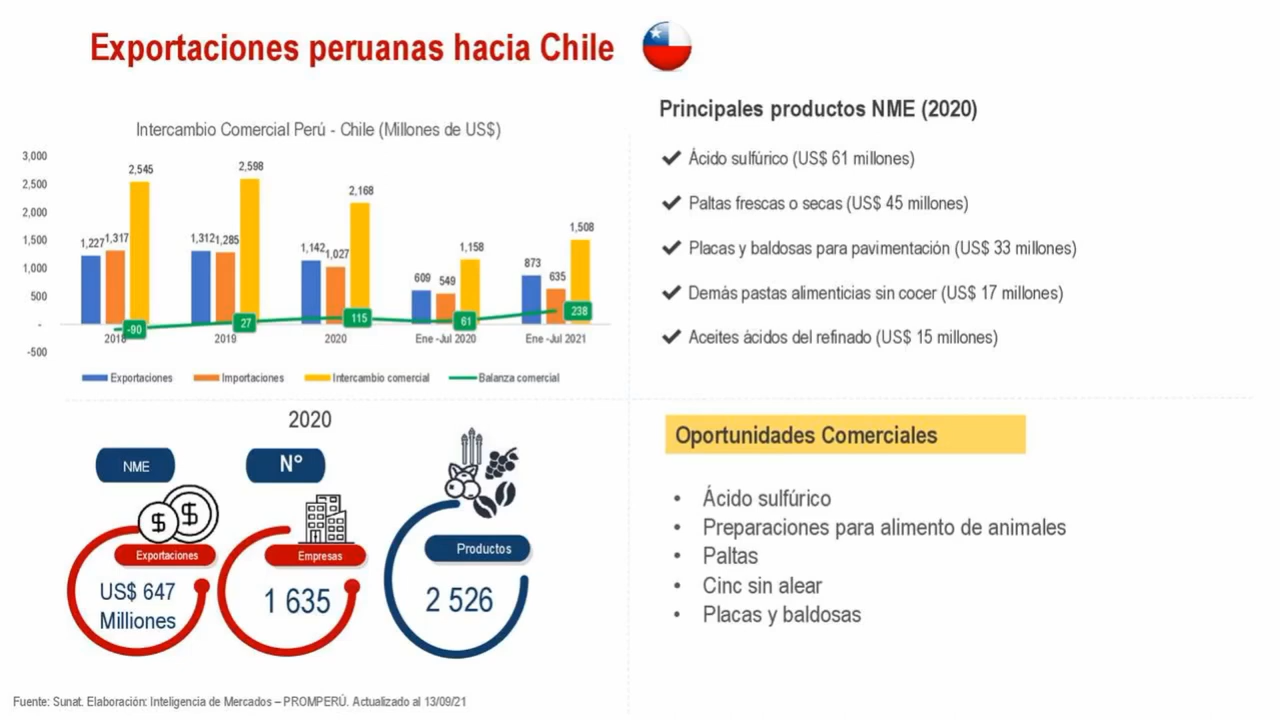 Exportaciones peruanas hacia Chile
Intercambio Comercial Perú - Chile (Millones de US$)
3,000
2,500
2,000
1,500
1,000
500
-
-500
1,227
1,317
2,545
1,312
1,285
2,598
1,142
1,027
2,168
609
549
1,158
873
635
1,508
-90
27
115
61
238
2018
2019
2020
Ene -Jul 2020
Ene -Jul 2021
Exportaciones
Importaciones
Intercambio comercial
Balanza comercial
Principales productos NME (2020)
Ácido sulfúrico (US$ 61 millones)
Paltas frescas o secas (US$ 45 millones)
Placas y baldosas para pavimentación (US$ 33 millones)
Demás pastas alimenticias sin cocer (US$ 17 millones)
Aceites ácidos del refinado (US$ 15 millones)
2020
NME
N°
$ $
Exportaciones
US$ 647
Milliones
Empresas
1 635
Productos
2 526
Oportunidades Comerciales
• Ácido sulfúrico
• Preparaciones para alimento de animales
• Paltas
• Cinc sin alear
• Placas y baldosas
Fuente: Sunat. Elaboración: Inteligencia de Mercados – PROMPERÚ. Actualizado al 13/09/21